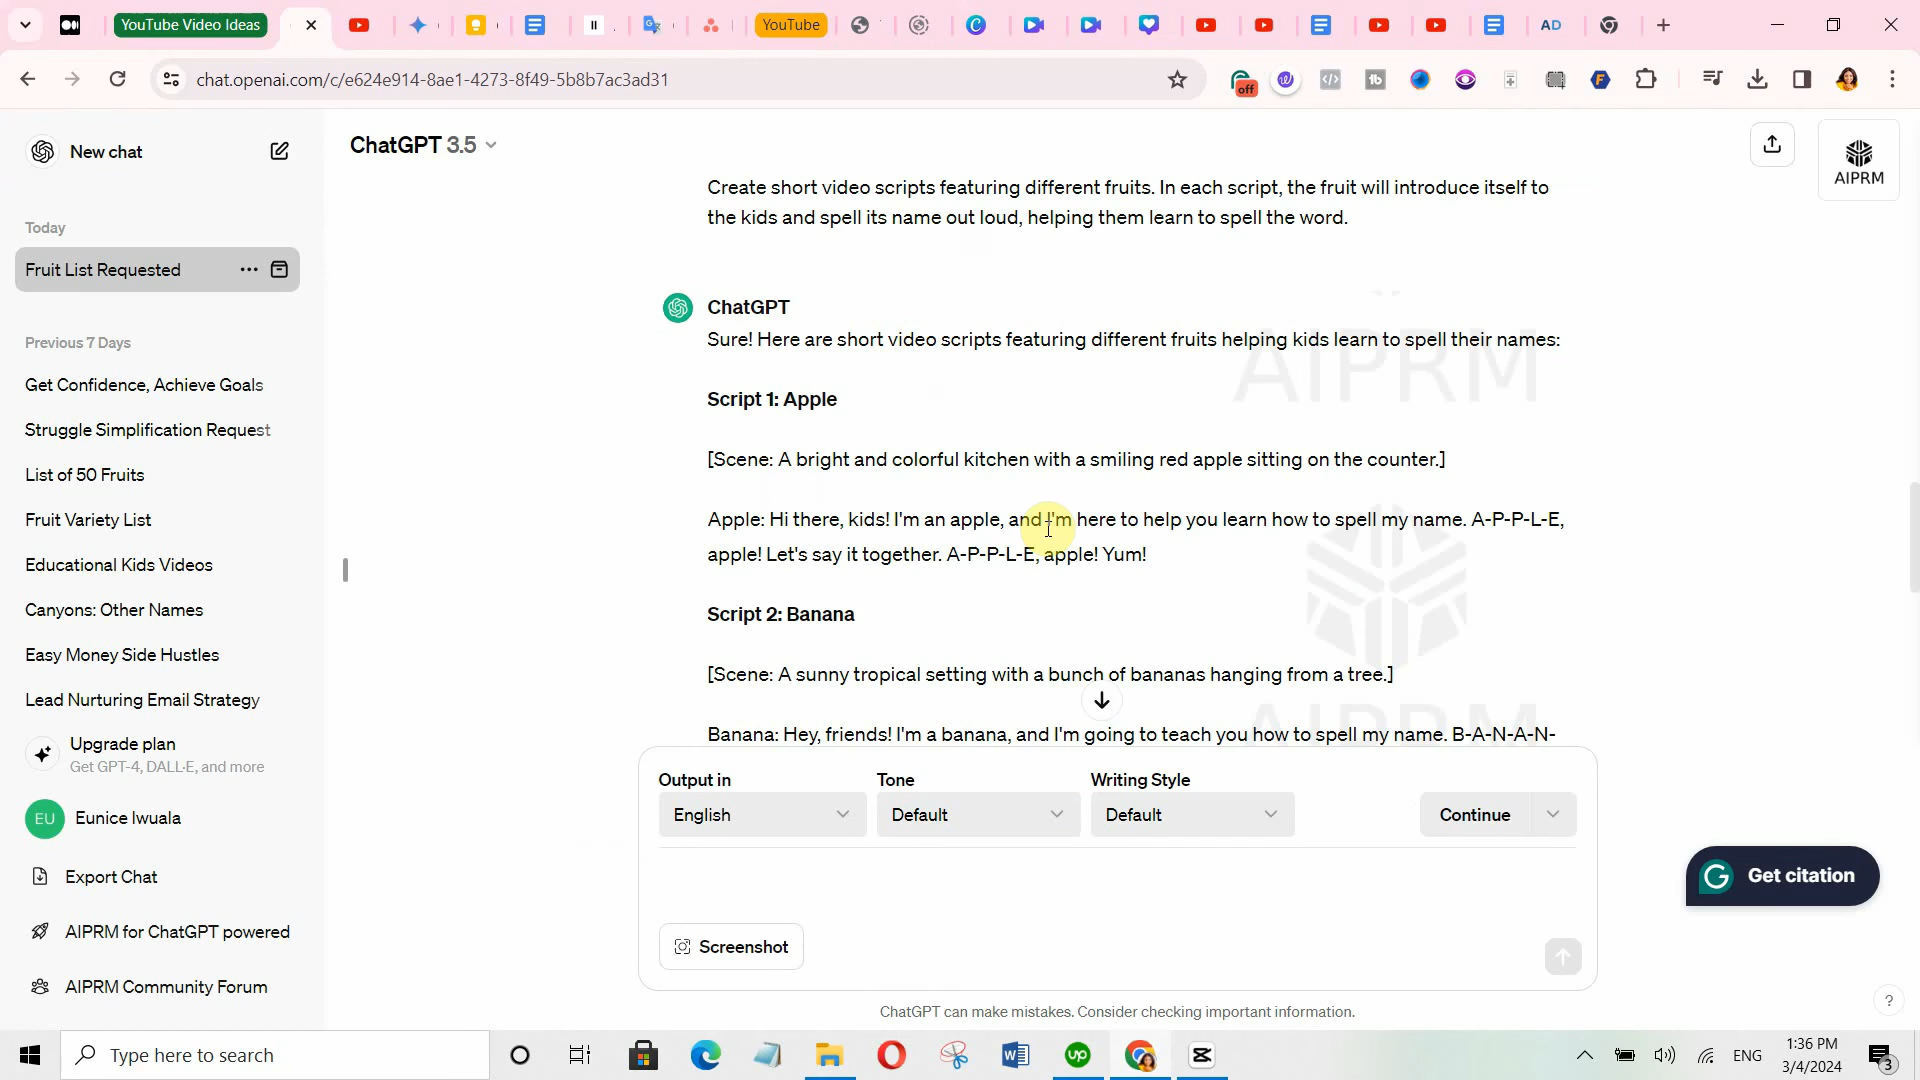 YouTube Video Ideas
YouTube
AD
chat.openai.com/c/e624e914-8ae1-4273-8f49-5b8b7ac3ad31
off
New chat
ChatGPT 3.5
AIPRM
Today
Fruit List Requested
Previous 7 Days
Get Confidence, Achieve Goals
Struggle Simplification Request
List of 50 Fruits
Fruit Variety List
Educational Kids Videos
Canyons: Other Names
Easy Money Side Hustles
Lead Nurturing Email Strategy
Upgrade plan
Get GPT-4, DALL·E, and more
EU
Eunice Iwuala
Export Chat
AIPRM for ChatGPT powered
AIPRM Community Forum
Create short video scripts featuring different fruits. In each script, the fruit will introduce itself to
the kids and spell its name out loud, helping them learn to spell the word.
ChatGPT
Sure! Here are short video scripts featuring different fruits helping kids learn to spell their names:
AIPRM
Script 1: Apple
[Scene: A bright and colorful kitchen with a smiling red apple sitting on the counter.]
Apple: Hi there, kids! I'm an apple, and I'm here to help you learn how to spell my name. A-P-P-L-E,
apple! Let's say it together. A-P-P-L-E, apple! Yum!
Script 2: Banana
[Scene: A sunny tropical setting with a bunch of bananas hanging from a tree.]
AIPRM
Banana: Hey, friends! I'm a banana, and I'm going to teach you how to spell my name. B-A-N-A-N-
Output in
Tone
Writing Style
English
Default
Default
Continue
Screenshot
Get citation
ChatGPT can make mistakes. Consider checking important information.
?
Type here to search
up
ENG
1:36 PM
3/4/2024
3